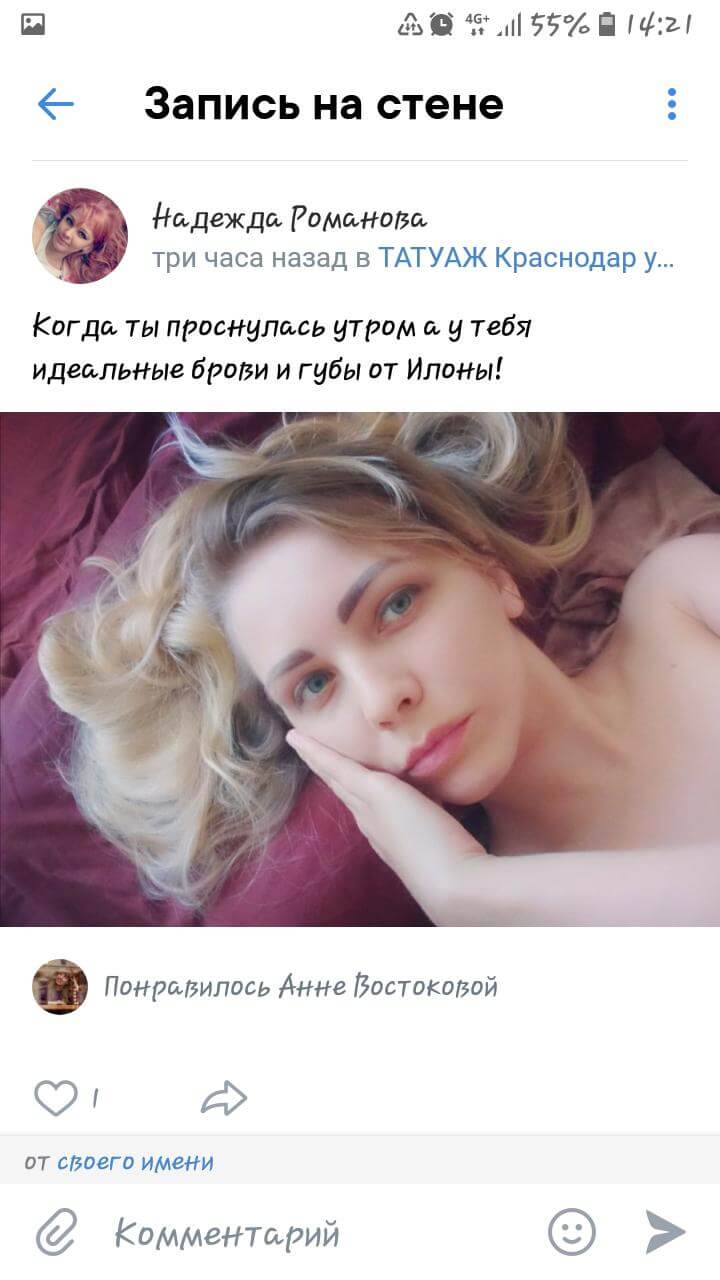 4G+ 55% 14:21
Запись на стене
Надежда Романова
три часа назад в ТАТУАЖ Краснодар у...
Когда ты проснулась утром а у тебя
идеальные брови и губы от Илоны!
Понравилось Анне Востоковой
1
от своего имени
Комментарий